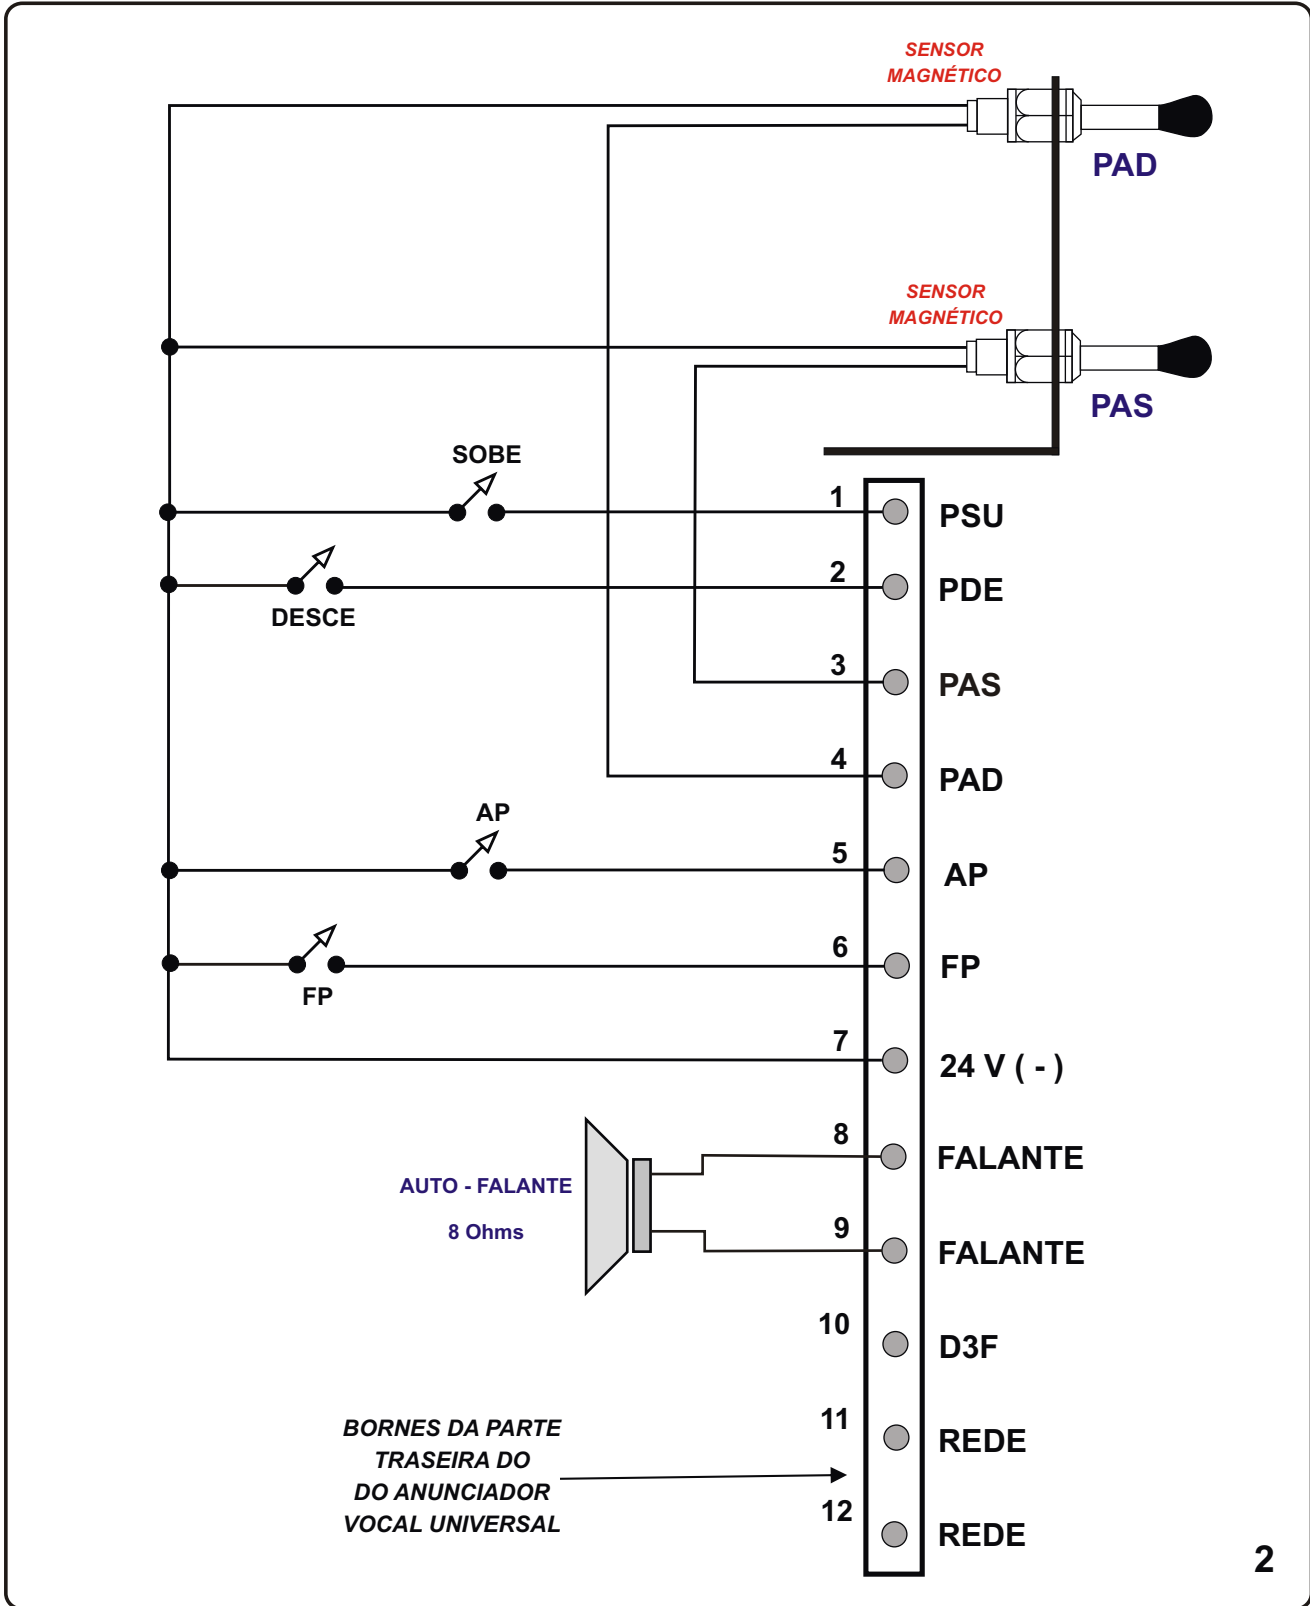 SENSOR
MAGNÉTICO
PAD
SENSOR
MAGNÉTICO
PAS
SOBE
1
PSU
DESCE
2
PDE
3
PAS
4
PAD
AP
5
AP
FP
6
FP
7
24 V ( - )
8
FALANTE
AUTO - FALANTE
8 Ohms
9
FALANTE
10
D3F
11
REDE
BORNES DA PARTE
TRASEIRA DO
DO ANUNCIADOR
VOCAL UNIVERSAL
12
REDE
2